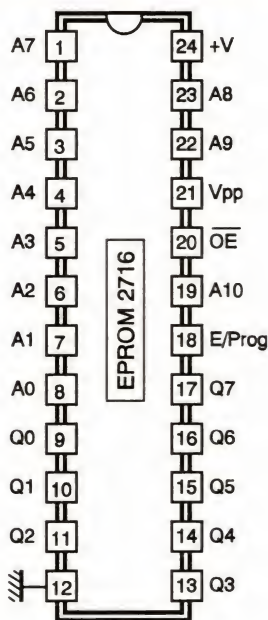 A7 1 24 +V
A6 2 23 A8
A5 3 22 A9
A4 4 21 Vpp
A3 5 20 OE
A2 6 19 A10
A1 7 18 E/Prog
A0 8 17 Q7
Q0 9 16 Q6
Q1 10 15 Q5
Q2 11 14 Q4
12 13 Q3
EPROM 2716